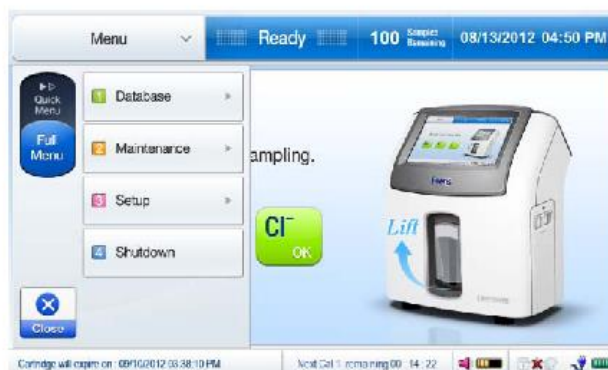 Menu Ready 100 Samples Remaining 08/13/2012 04:50 PM
Quick Menu
Full Menu
1 Database
2 Maintenance
3 Setup
4 Shutdown
ampling.
Cl⁻ OK
Lift
Close
Cartridge will expire on : 09/10/2012 03:38:10 PM
Next Cal 1 remaining 00 : 14 : 22